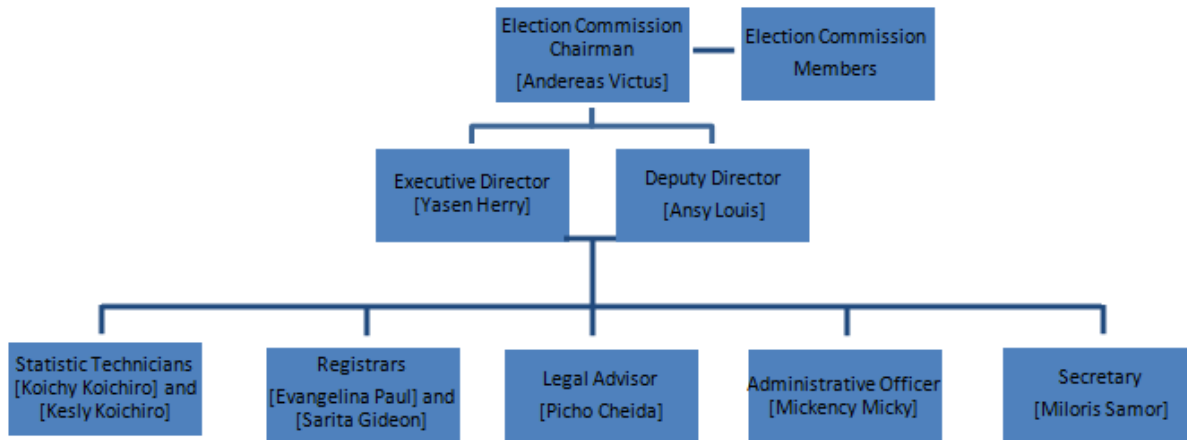 Election Commission
Chairman
[Andereas Victus]
Election Commission
Members
Executive Director
[Yasen Herry]
Deputy Director
[Ansy Louis]
Statistic Technicians
[Koichy Koichiro] and
[Kesly Koichiro]
Registrars
[Evangelina Paul] and
[Sarita Gideon]
Legal Advisor
[Picho Cheida]
Administrative Officer
[Mickency Micky]
Secretary
[Miloris Samor]